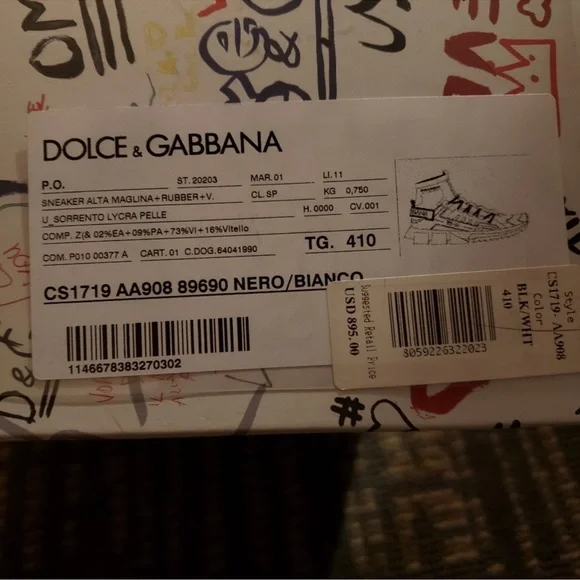 DOLCE & GABBANA
P.O. ST. 20203 MAR. 01 LI. 11
SNEAKER ALTA MAGLINA+RUBBER+V. CL. SP KG 0,750
U_SORRENTO LYCRA PELLE H. 0000 CV. 001
COMP. Z(& 02%EA+09%PA+73%VI+16%Vitello
COM. P010 00377 A CART. 01 C.DOG. 64041990 TG. 410
CS1719 AA908 89690 NERO/BIANCO
1146678383270302
Suggested Retail Price
USD 895.00
8059226322023
Style
CS1719- AA908
Color
BLK/WHT
410
#